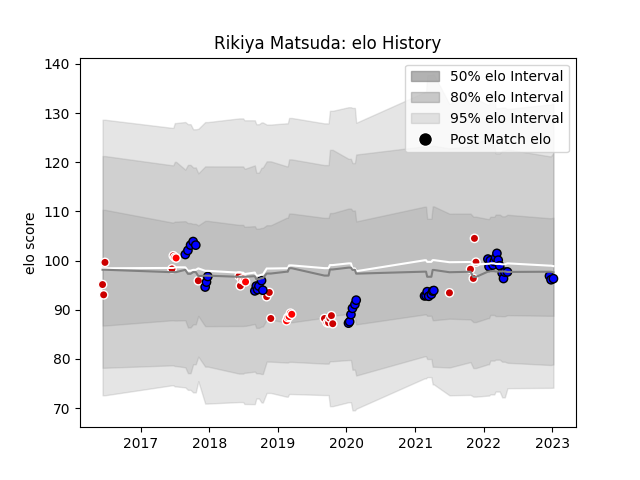 Rikiya Matsuda: elo History
140
130
120
110
100
90
80
70
elo score
50% elo Interval
80% elo Interval
95% elo Interval
Post Match elo
2017 2018 2019 2020 2021 2022 2023